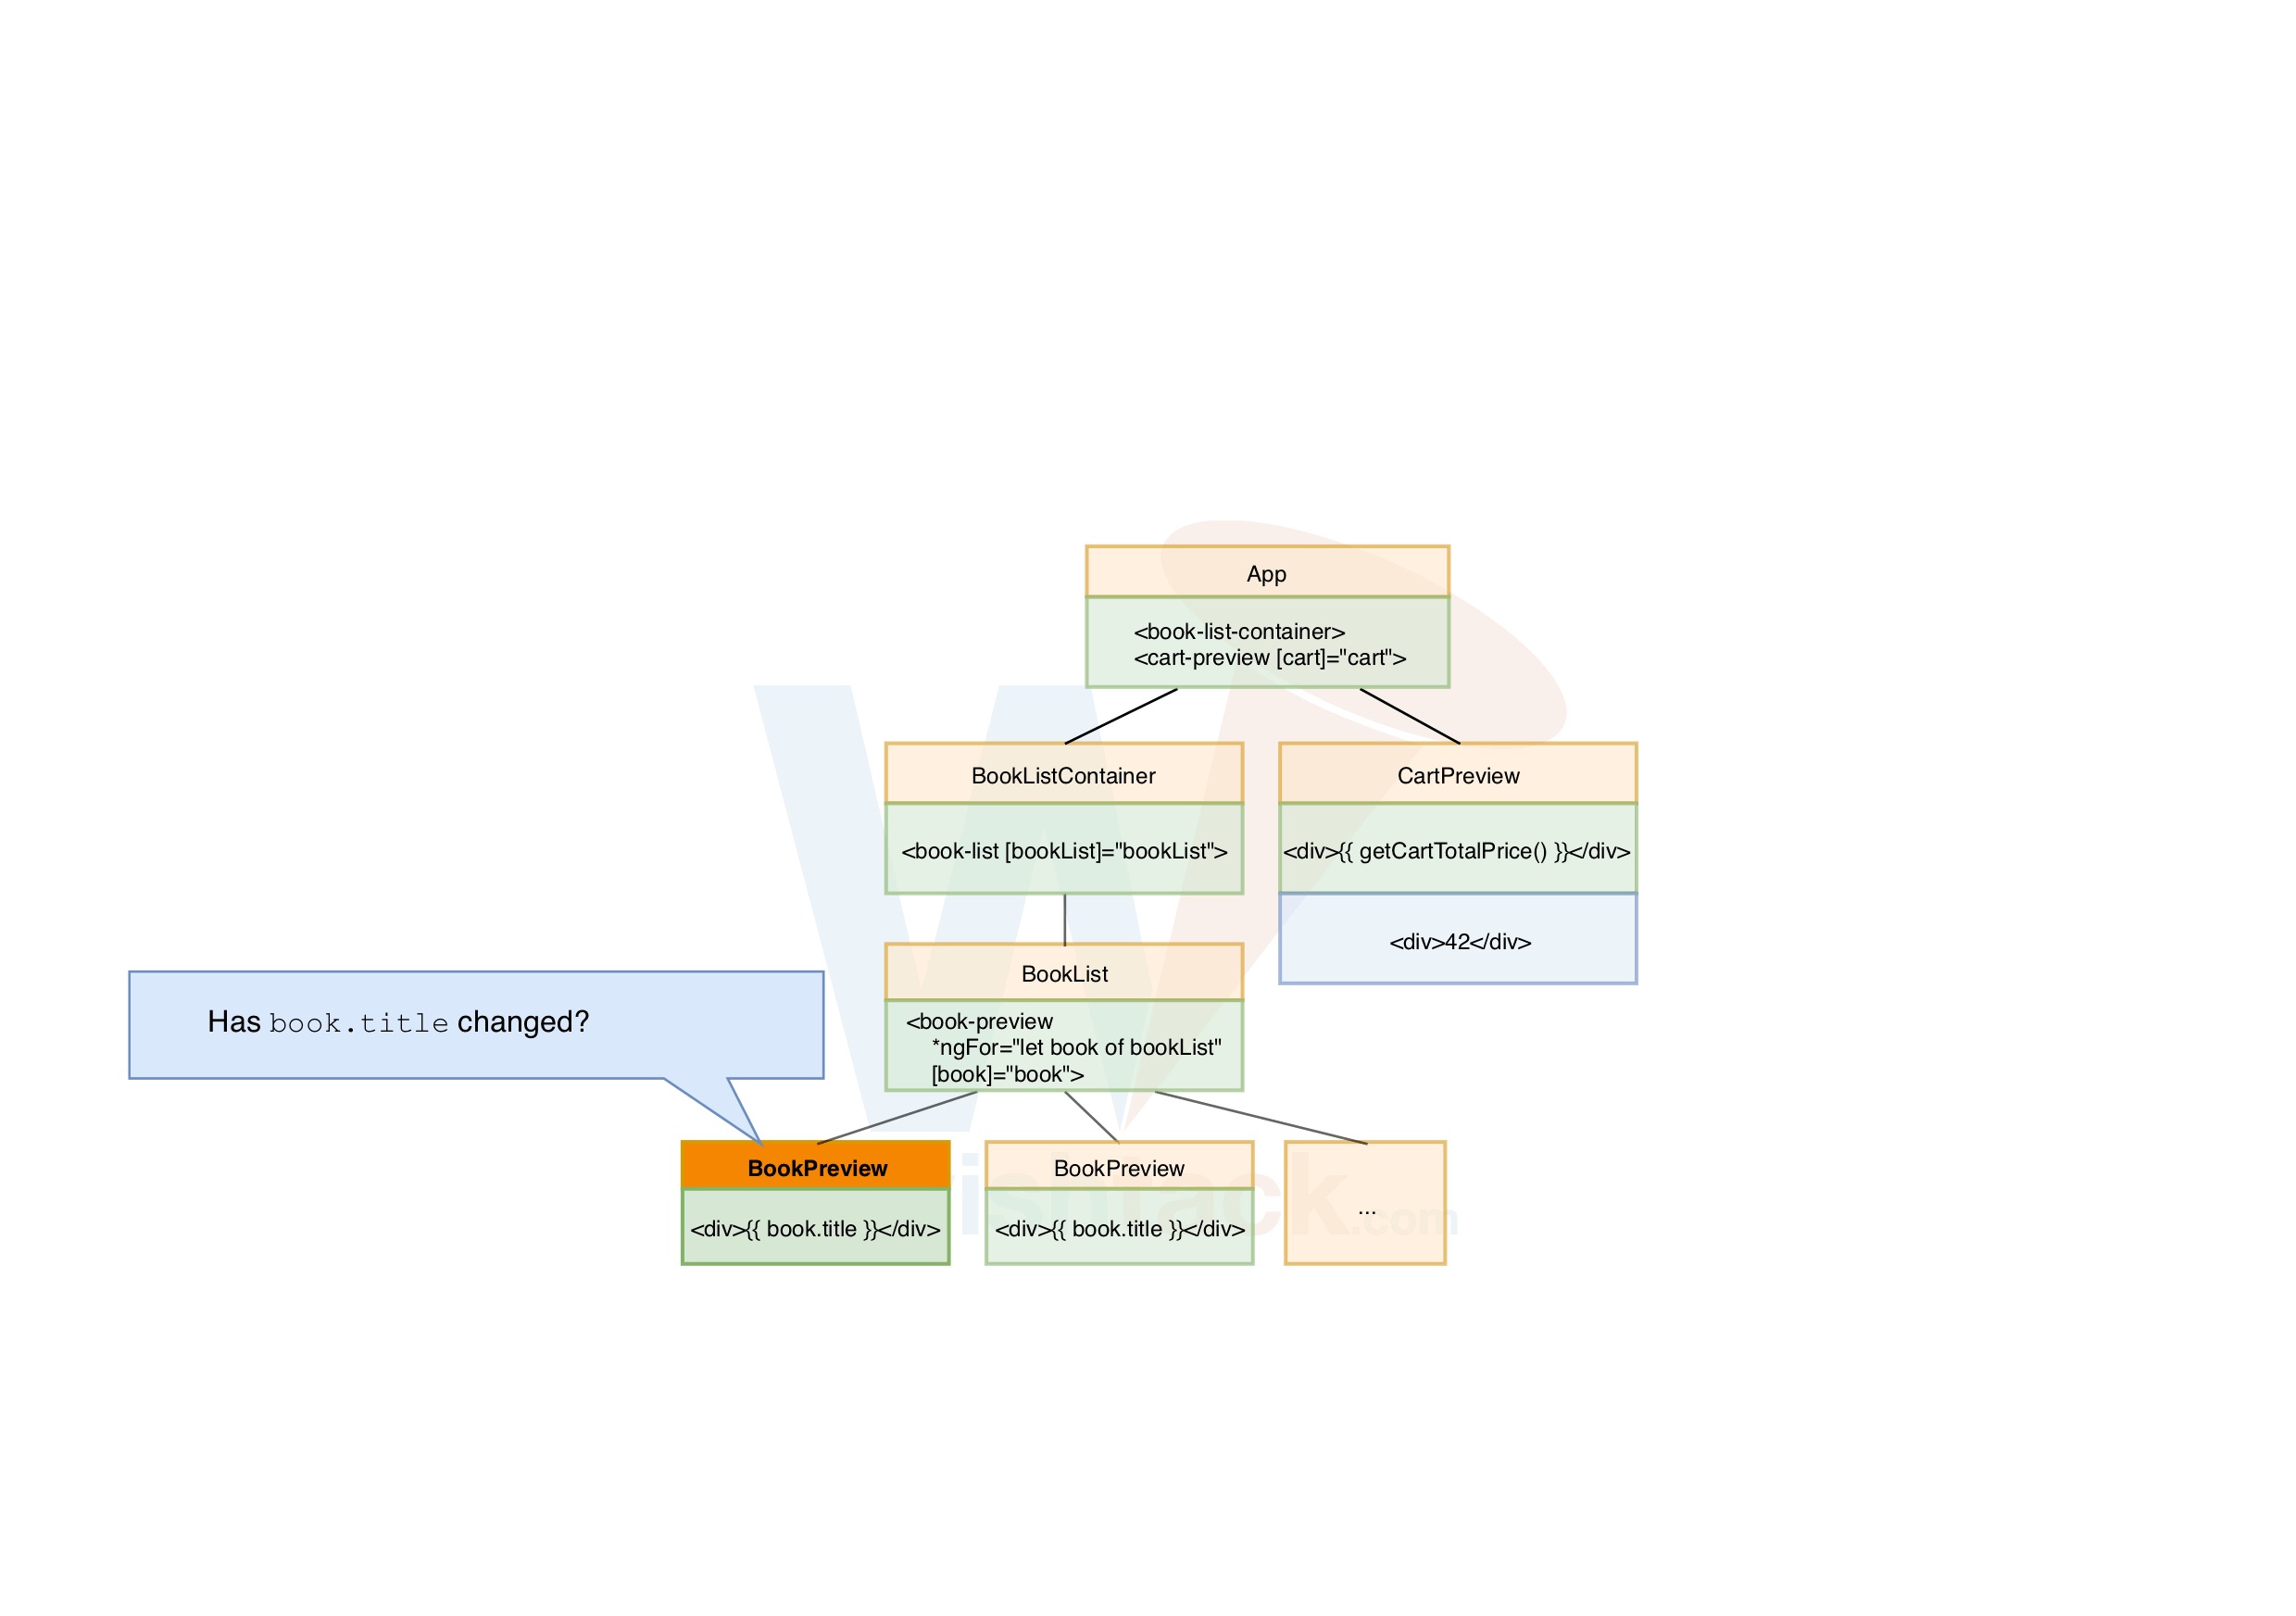 App
<book-list-container>
<cart-preview [cart]="cart">
BookListContainer
<book-list [bookList]="bookList">
CartPreview
<div>{{ getCartTotalPrice() }}</div>
<div>42</div>
BookList
<book-preview
*ngFor="let book of bookList"
[book]="book">
Has book.title changed?
BookPreview
<div>{{ book.title }}</div>
BookPreview
<div>{{ book.title }}</div>
...
wishtack.com